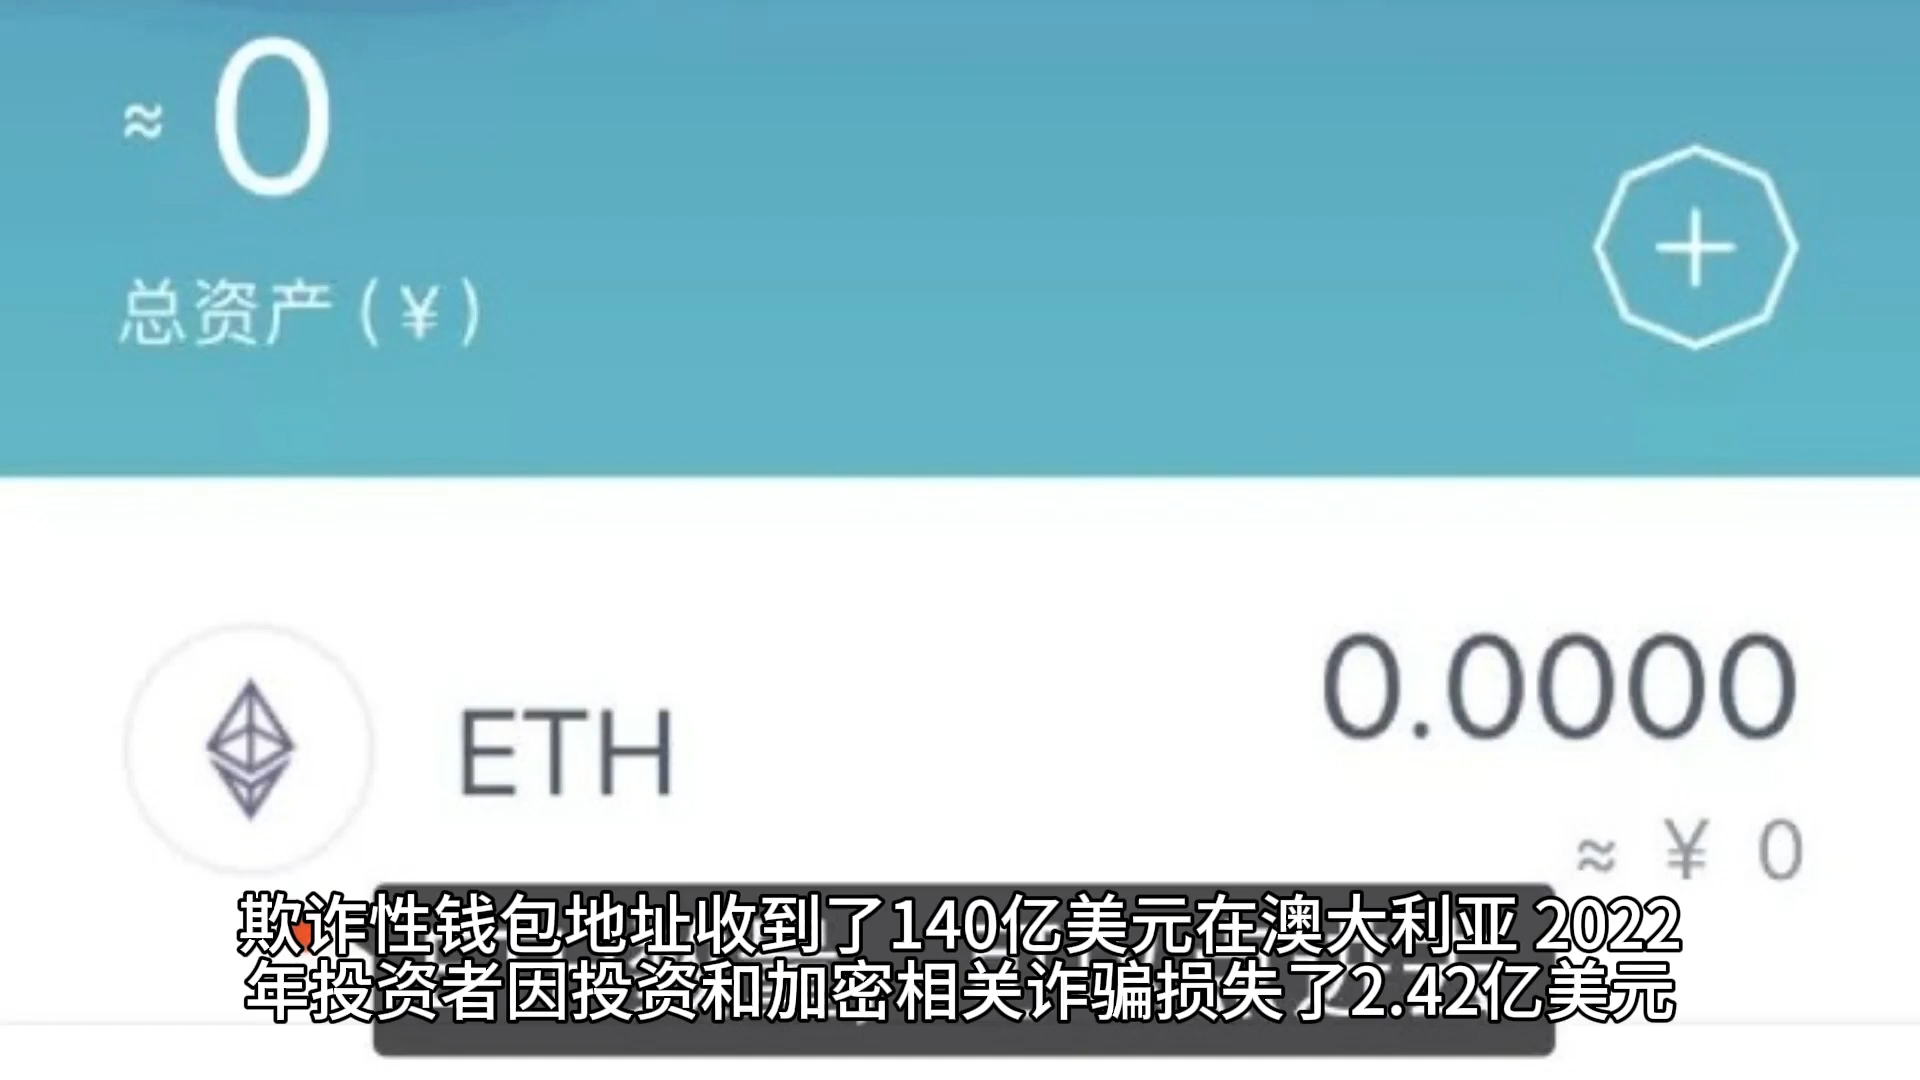 ≈ 0
总资产(¥)
ETH
0.0000
≈ ¥ 0
欺诈性钱包地址收到了140亿美元在澳大利亚 2022
年投资者因投资和加密相关诈骗损失了2.42亿美元